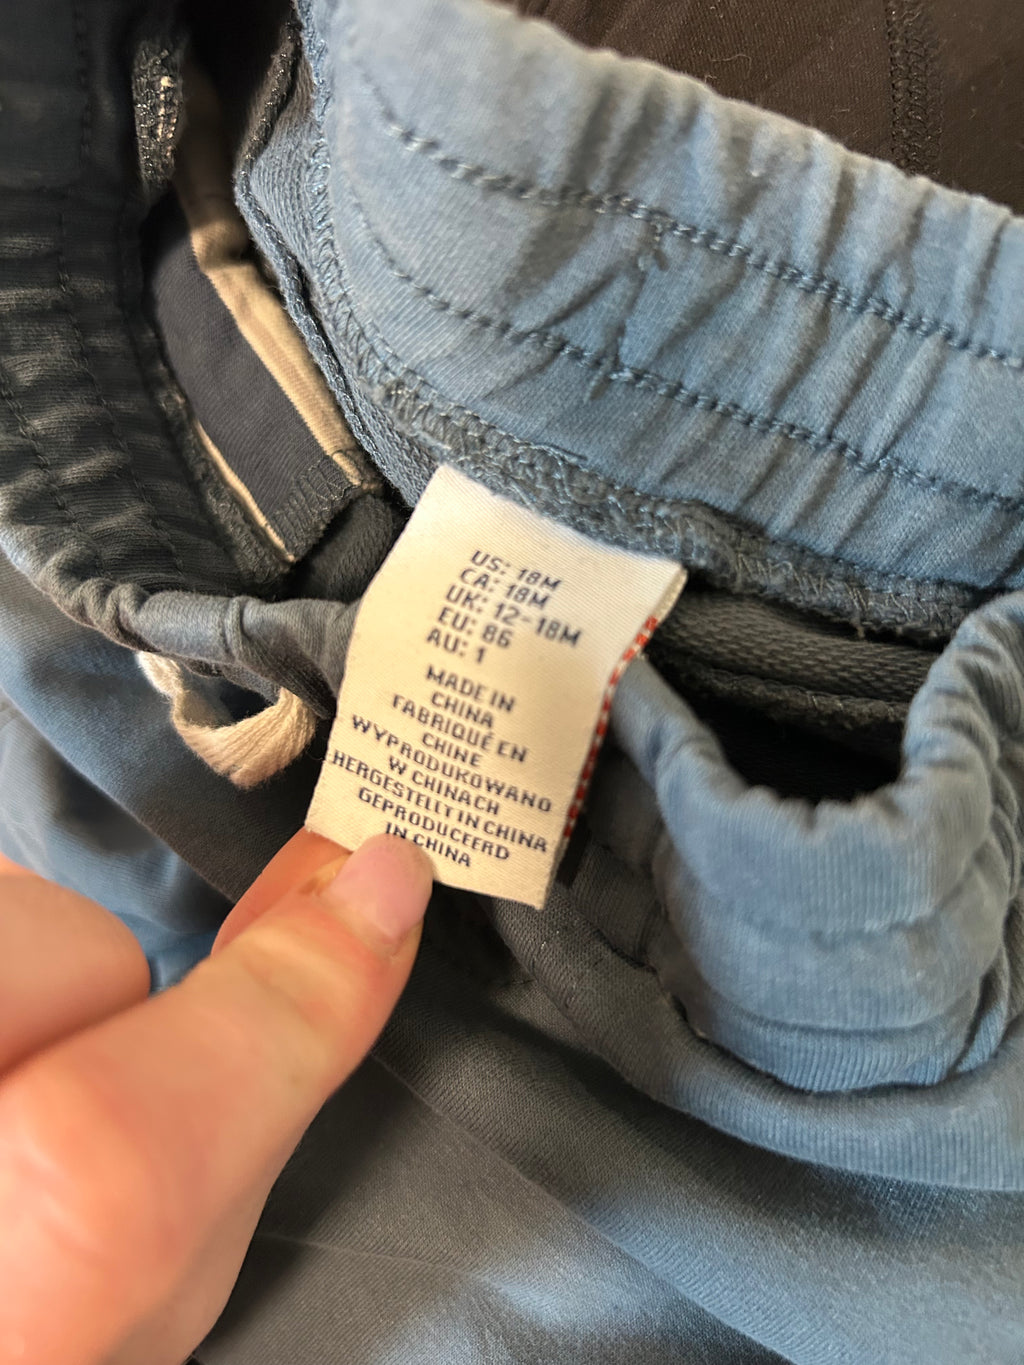 US: 18M
CA: 18M
UK: 12-18M
EU: 86
AU: 1
MADE IN
CHINA
FABRIQUÉ EN
CHINE
WYPRODUKOWANO
W CHINACH
HERGESTELLT IN CHINA
GEPRODUCEERD
IN CHINA